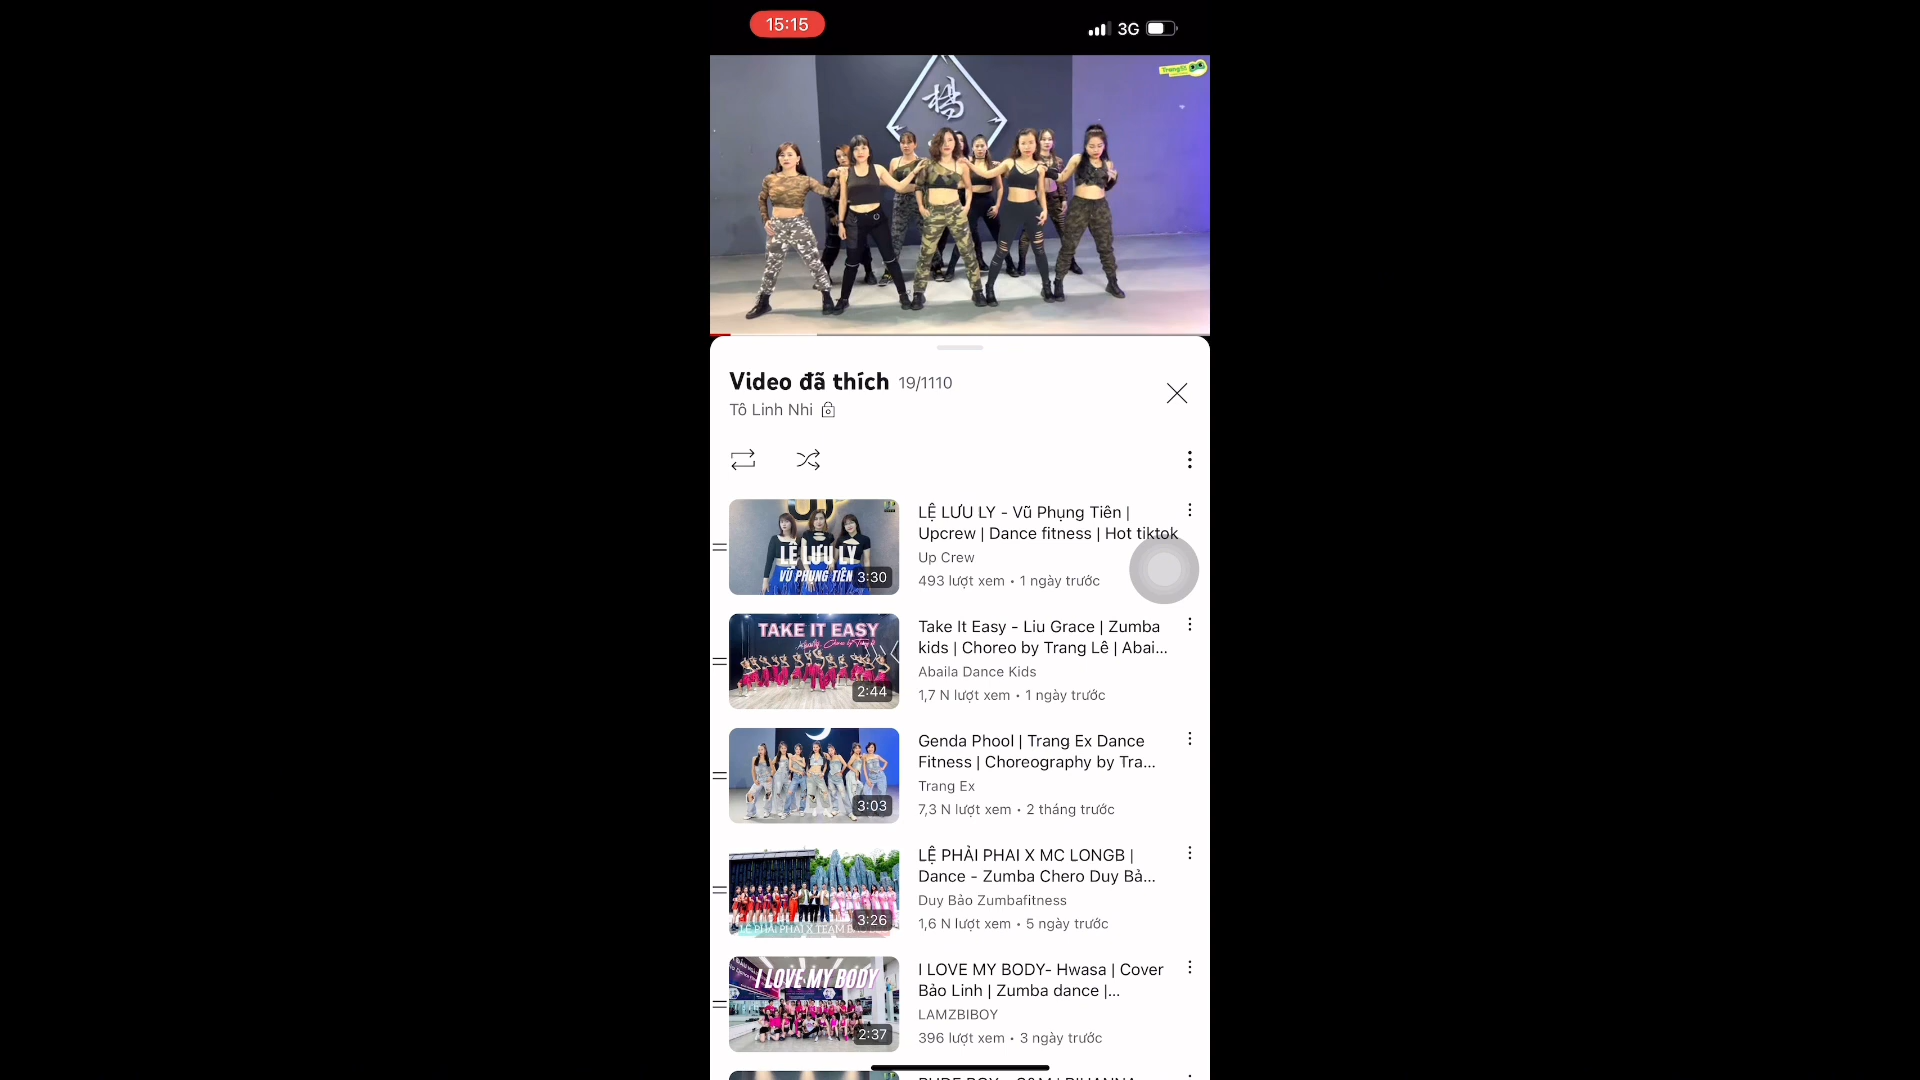 15:15
3G
楊
Video đã thích 19/1110
Tô Linh Nhi
LỆ LƯU LY
VŨ PHỤNG TIÊN
3:30
LỆ LƯU LY - Vũ Phụng Tiên |
Upcrew | Dance fitness | Hot tiktok
Up Crew
493 lượt xem • 1 ngày trước
TAKE IT EASY
2:44
Take It Easy - Liu Grace | Zumba
kids | Choreo by Trang Lê | Abai...
Abaila Dance Kids
1,7 N lượt xem • 1 ngày trước
3:03
Genda Phool | Trang Ex Dance
Fitness | Choreography by Tra...
Trang Ex
7,3 N lượt xem • 2 tháng trước
3:26
LỆ PHẢI PHAI X MC LONGB |
Dance - Zumba Chero Duy Bả...
Duy Bảo Zumbafitness
1,6 N lượt xem • 5 ngày trước
I LOVE MY BODY
2:37
I LOVE MY BODY- Hwasa | Cover
Bảo Linh | Zumba dance |...
LAMZBIBOY
396 lượt xem • 3 ngày trước